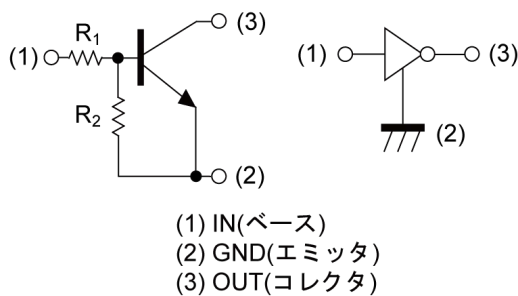 R1
(1)
(3)
R2
(2)
(1)
(3)
(2)
(1) IN(ベース)
(2) GND(エミッタ)
(3) OUT(コレクタ)